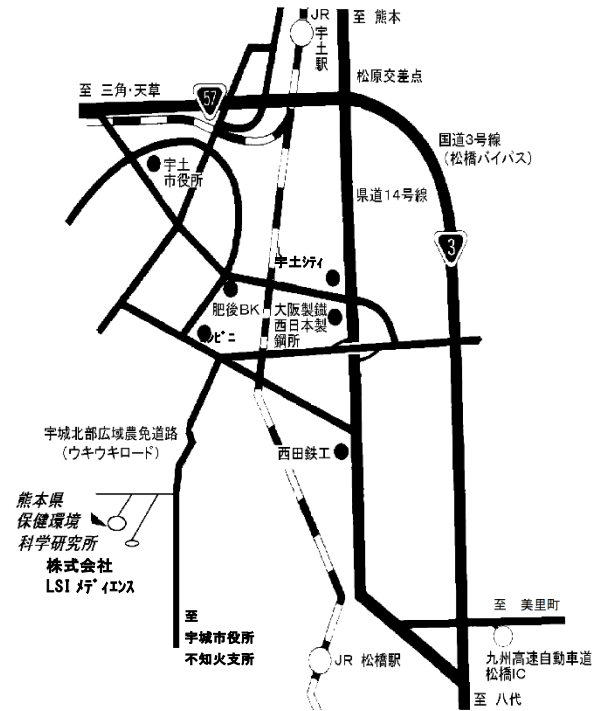 JR
宇土駅
至 熊本
松原交差点
至 三角・天草
57
国道3号線
(松橋バイパス)
宇土
市役所
県道14号線
3
宇土シティ
肥後BK
大阪製鐵
西日本製
鋼所
コンビニ
宇城北部広域農免道路
(ウキウキロード)
西田鉄工
熊本県
保健環境
科学研究所
株式会社
LSI メディエンス
至
宇城市役所
不知火支所
至 美里町
JR 松橋駅
九州高速自動車道
松橋IC
至 八代